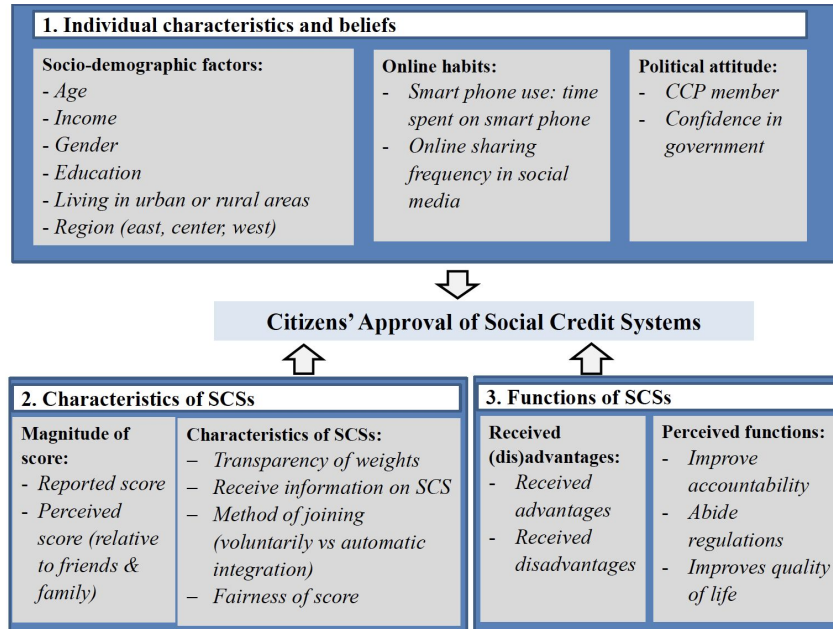 1. Individual characteristics and beliefs
Socio-demographic factors:
- Age
- Income
- Gender
- Education
- Living in urban or rural areas
- Region (east, center, west)
Online habits:
- Smart phone use: time
spent on smart phone
- Online sharing
frequency in social
media
Political attitude:
- CCP member
- Confidence in
government
Citizens' Approval of Social Credit Systems
2. Characteristics of SCSs
Magnitude of
score:
- Reported score
- Perceived
score (relative
to friends &
family)
Characteristics of SCSs:
– Transparency of weights
– Receive information on SCS
– Method of joining
(voluntarily vs automatic
integration)
– Fairness of score
3. Functions of SCSs
Received
(dis)advantages:
– Received
advantages
– Received
disadvantages
Perceived functions:
– Improve
accountability
– Abide
regulations
– Improves quality
of life